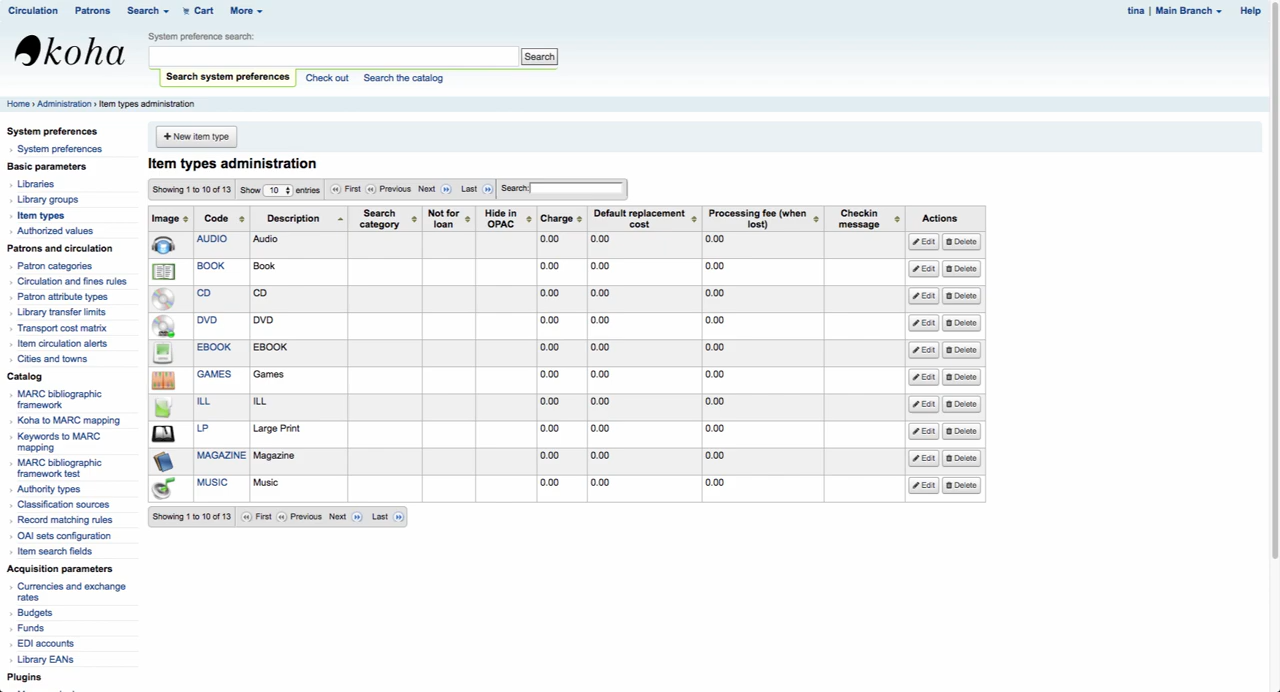 Circulation Patrons Search Cart More tina | Main Branch Help
koha
System preference search:
Search
Search system preferences Check out Search the catalog
Home › Administration › Item types administration
System preferences
System preferences
Basic parameters
Libraries
Library groups
Item types
Authorized values
Patrons and circulation
Patron categories
Circulation and fines rules
Patron attribute types
Library transfer limits
Transport cost matrix
Item circulation alerts
Cities and towns
Catalog
MARC bibliographic
framework
Koha to MARC mapping
Keywords to MARC
mapping
MARC bibliographic
framework test
Authority types
Classification sources
Record matching rules
OAI sets configuration
Item search fields
Acquisition parameters
Currencies and exchange
rates
Budgets
Funds
EDI accounts
Library EANs
Plugins
+ New item type
Item types administration
Showing 1 to 10 of 13 Show 10 entries First Previous Next Last Search:
Image Code Description Search category Not for loan Hide in OPAC Charge Default replacement cost Processing fee (when lost) Checkin message Actions
AUDIO Audio 0.00 0.00 0.00 Edit Delete
BOOK Book 0.00 0.00 0.00 Edit Delete
CD CD 0.00 0.00 0.00 Edit Delete
DVD DVD 0.00 0.00 0.00 Edit Delete
EBOOK EBOOK 0.00 0.00 0.00 Edit Delete
GAMES Games 0.00 0.00 0.00 Edit Delete
ILL ILL 0.00 0.00 0.00 Edit Delete
LP Large Print 0.00 0.00 0.00 Edit Delete
MAGAZINE Magazine 0.00 0.00 0.00 Edit Delete
MUSIC Music 0.00 0.00 0.00 Edit Delete
Showing 1 to 10 of 13 First Previous Next Last